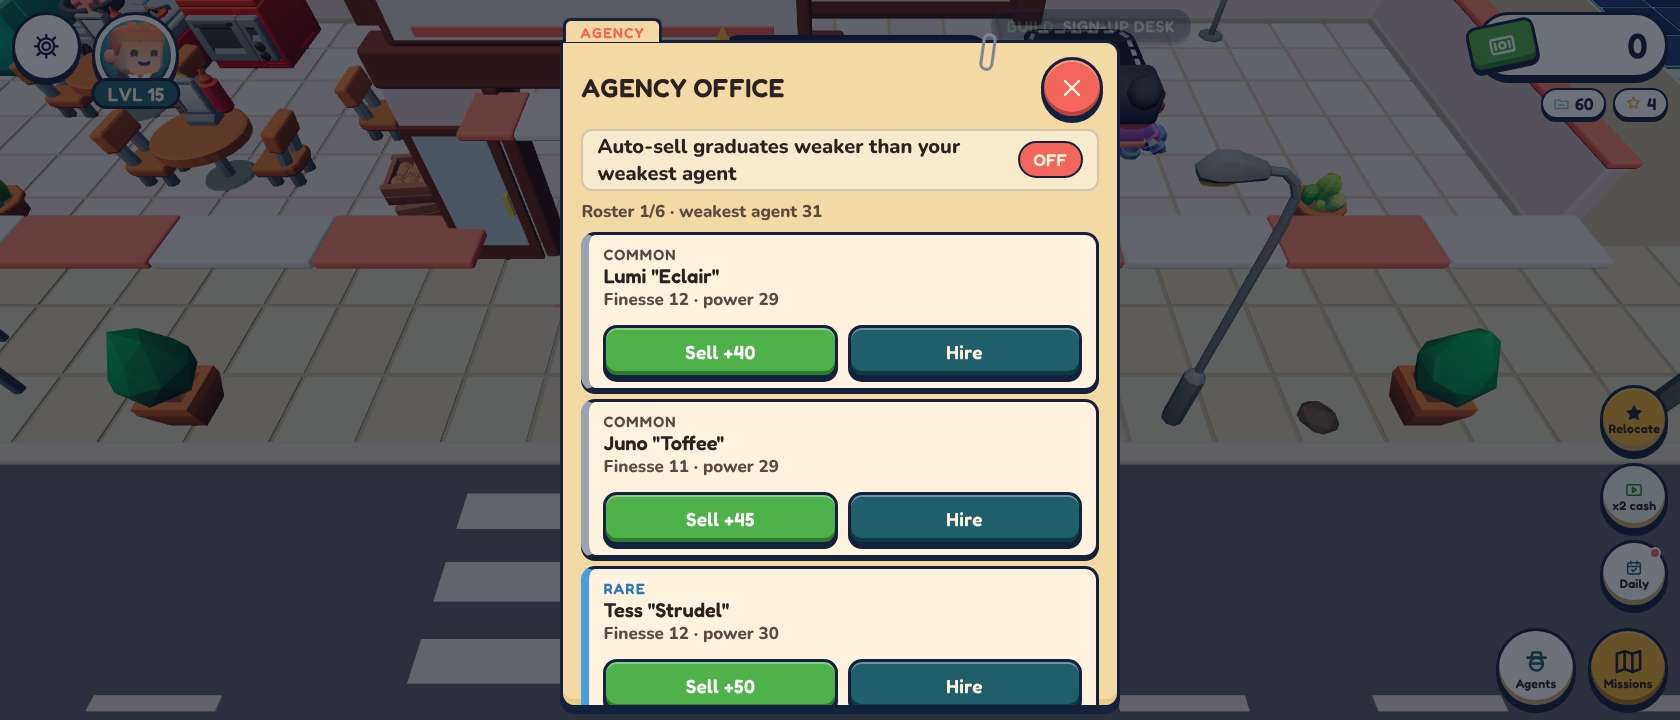 AGENCY
BUILD SIGN-UP DESK
AGENCY OFFICE
0
LVL 15
60
4
Auto-sell graduates weaker than your
weakest agent
OFF
Roster 1/6 · weakest agent 31
COMMON
Lumi "Eclair"
Finesse 12 · power 29
Sell +40
Hire
COMMON
Juno "Toffee"
Finesse 11 · power 29
Sell +45
Hire
RARE
Tess "Strudel"
Finesse 12 · power 30
Sell +50
Hire
Relocate
x2 cash
Daily
Agents
Missions